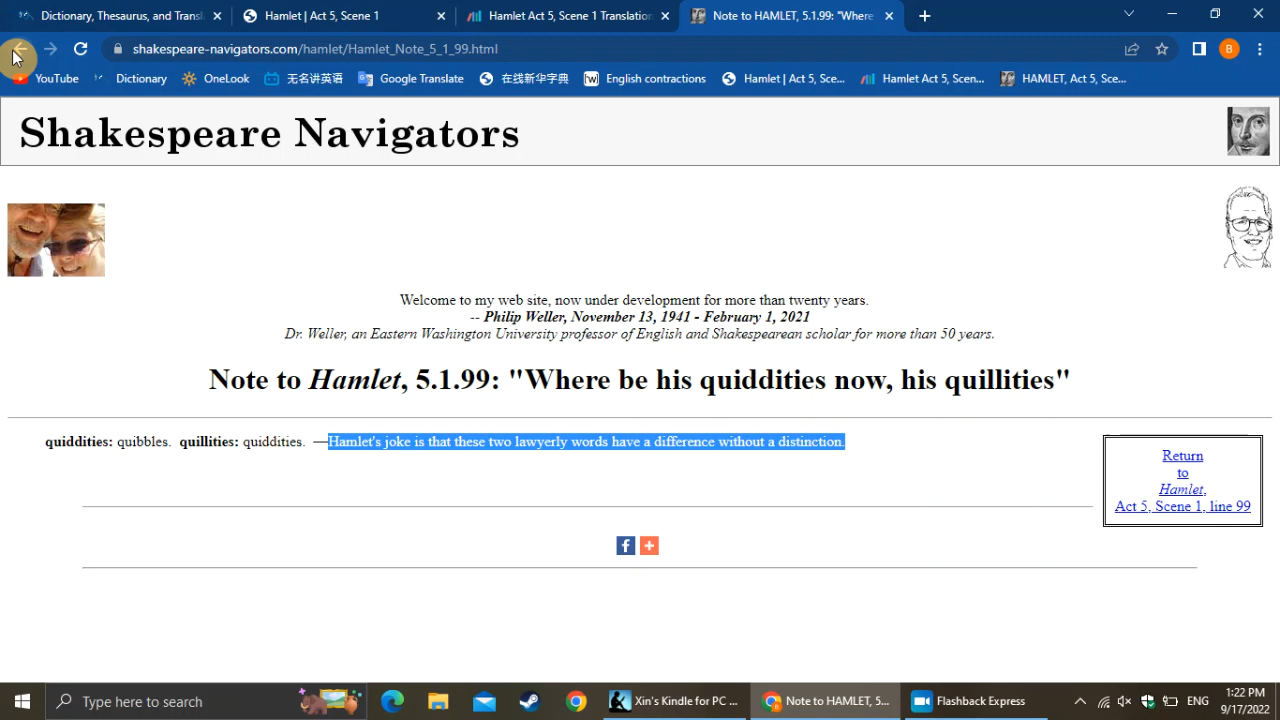 Dictionary, Thesaurus, and Transl
Hamlet | Act 5, Scene 1
Hamlet Act 5, Scene 1 Translation
Note to HAMLET, 5.1.99: "Where
shakespeare-navigators.com/hamlet/Hamlet_Note_5_1_99.html
B
YouTube
Dictionary
OneLook
无名讲英语
Google Translate
在线新华字典
[w]
English contractions
Hamlet | Act 5, Sce...
Hamlet Act 5, Scen...
HAMLET, Act 5, Sce...
Shakespeare Navigators
Welcome to my web site, now under development for more than twenty years.
-- Philip Weller, November 13, 1941 - February 1, 2021
Dr. Weller, an Eastern Washington University professor of English and Shakespearean scholar for more than 50 years.
Note to Hamlet, 5.1.99: "Where be his quiddities now, his quillities"
quiddities: quibbles. quillities: quiddities. —Hamlet's joke is that these two lawyerly words have a difference without a distinction.
Return
to
Hamlet,
Act 5, Scene 1, line 99
Type here to search
Xin's Kindle for PC ...
Note to HAMLET, 5...
Flashback Express
ENG
1:22 PM
9/17/2022